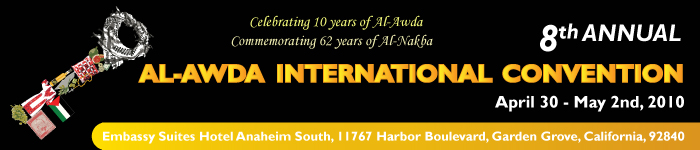 Celebrating 10 years of Al-Awda
Commemorating 62 years of Al-Nakba
8th ANNUAL
AL-AWDA INTERNATIONAL CONVENTION
April 30 - May 2nd, 2010
Embassy Suites Hotel Anaheim South, 11767 Harbor Boulevard, Garden Grove, California, 92840